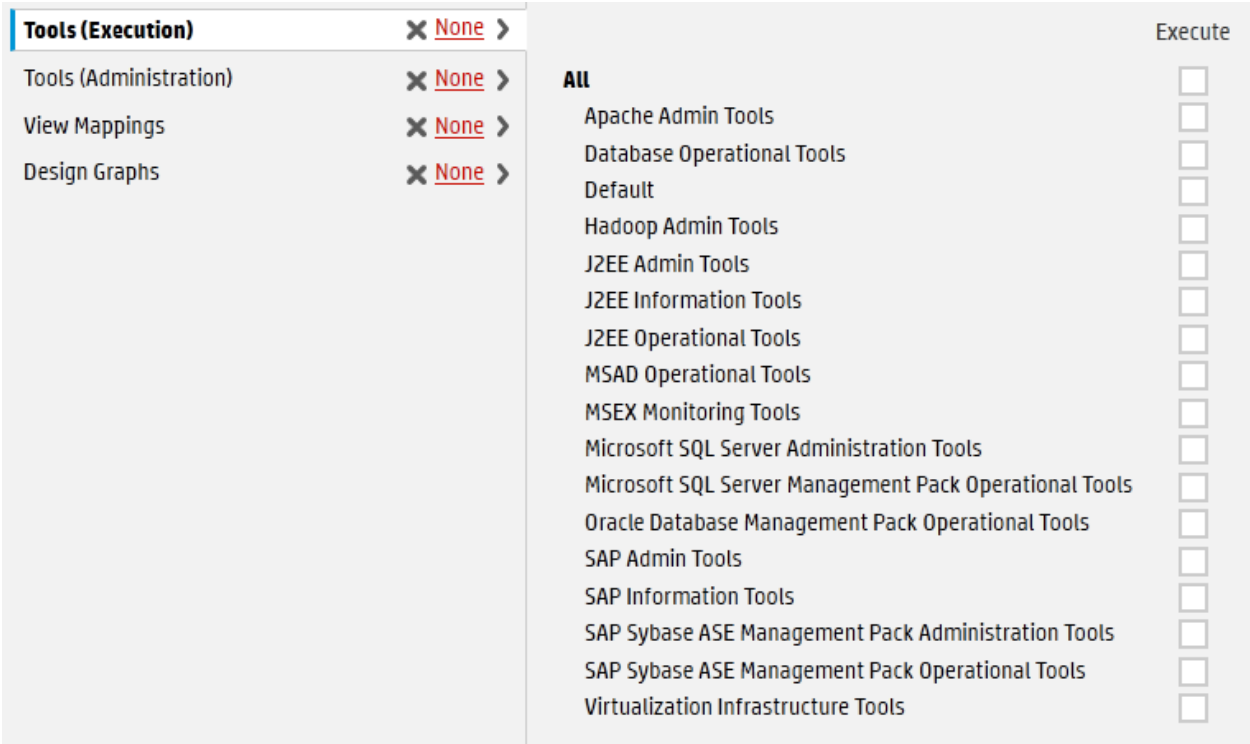 Tools (Execution) None
Tools (Administration) None
View Mappings None
Design Graphs None
Execute
All
Apache Admin Tools
Database Operational Tools
Default
Hadoop Admin Tools
J2EE Admin Tools
J2EE Information Tools
J2EE Operational Tools
MSAD Operational Tools
MSEX Monitoring Tools
Microsoft SQL Server Administration Tools
Microsoft SQL Server Management Pack Operational Tools
Oracle Database Management Pack Operational Tools
SAP Admin Tools
SAP Information Tools
SAP Sybase ASE Management Pack Administration Tools
SAP Sybase ASE Management Pack Operational Tools
Virtualization Infrastructure Tools